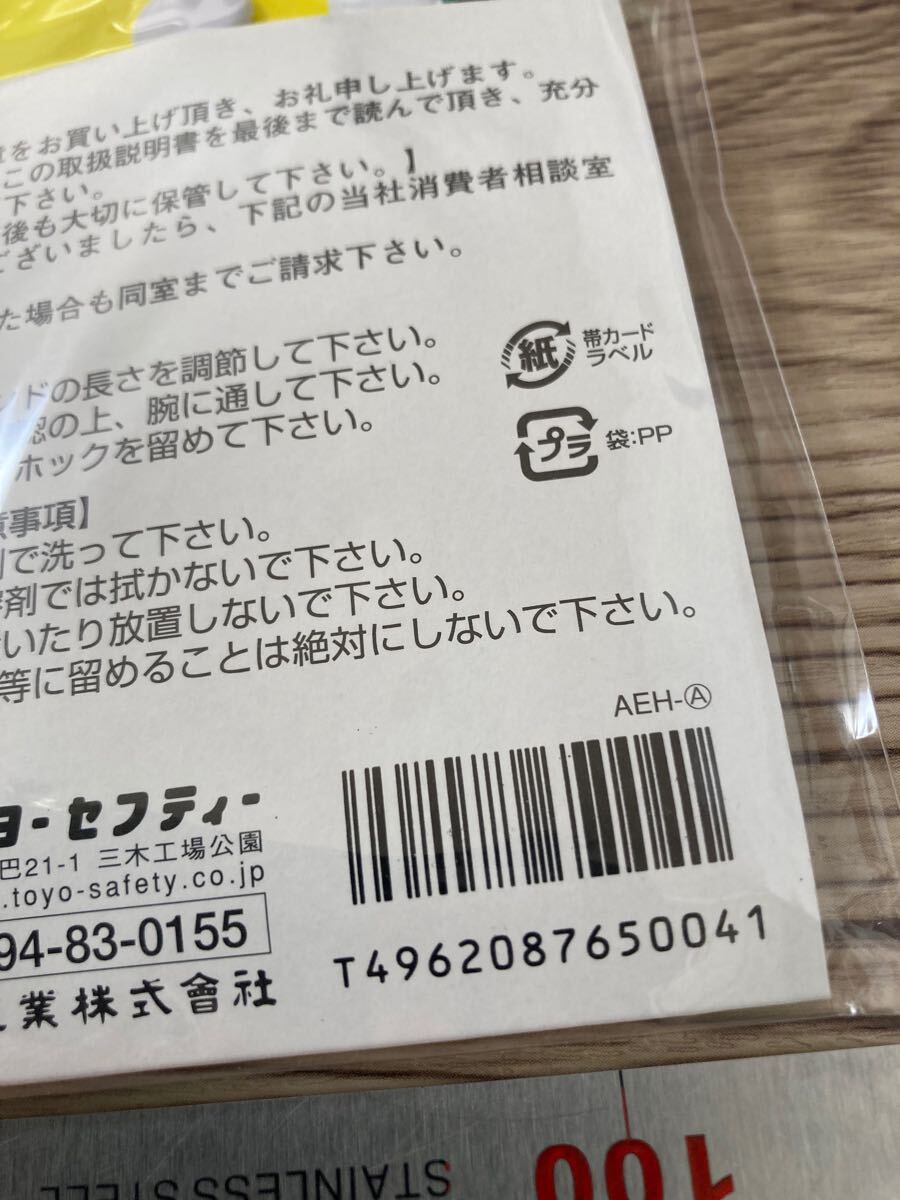 をお買い上げ頂き、お礼申し上げます。
この取扱説明書を最後まで読んで頂き、充分
下さい。
後も大切に保管して下さい。】
ございましたら、下記の当社消費者相談室
た場合も同室までご請求下さい。
ンドの長さを調節して下さい。
認の上、腕に通して下さい。
ホックを留めて下さい。
紙
帯カード
ラベル
プラ
袋:PP
意事項】
剤で洗って下さい。
溶剤では拭かないで下さい。
いたり放置しないで下さい。
等に留めることは絶対にしないで下さい。
AEH-Ⓐ
ヨーセフティー
巴21-1 三木工場公園
.toyo-safety.co.jp
94-83-0155
業株式會社
T4962087650041
100
STAINLESS STEEL